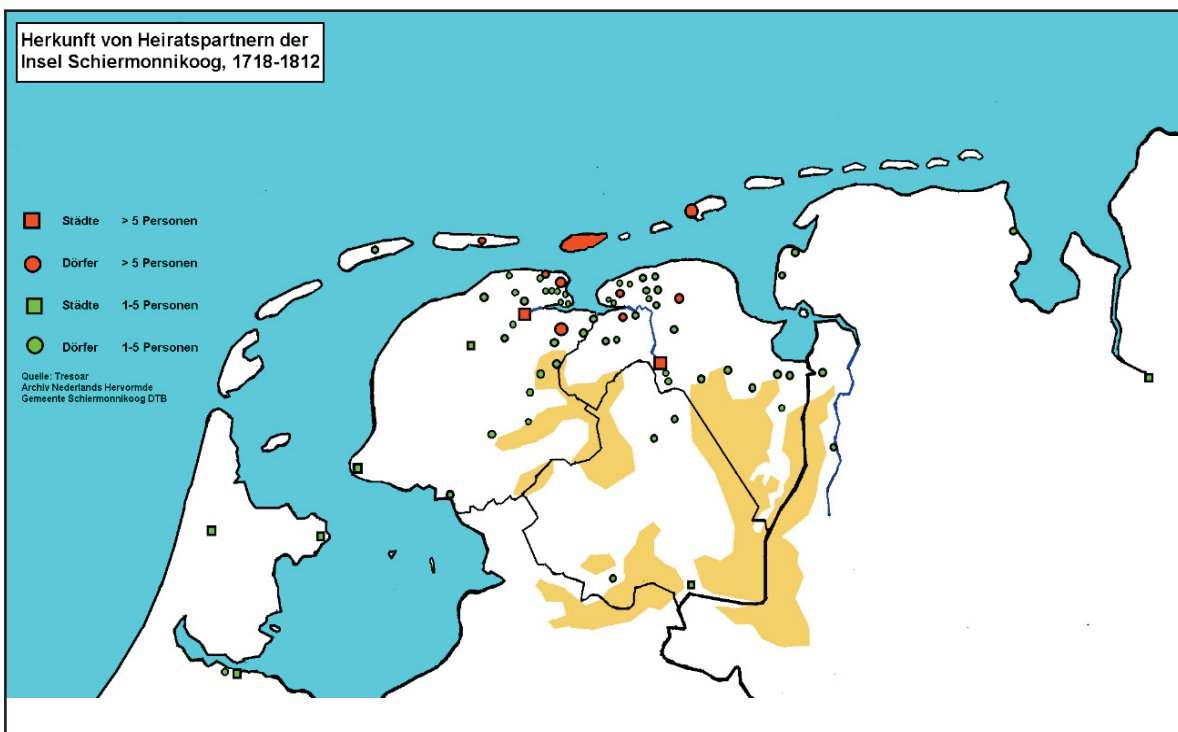 Herkunft von Heiratspartnern der
Insel Schiermonnikoog, 1718-1812
Städte > 5 Personen
Dörfer > 5 Personen
Städte 1-5 Personen
Dörfer 1-5 Personen
Quelle: Tresoar
Archiv Nederlands Hervormde
Gemeente Schiermonnikoog DTB